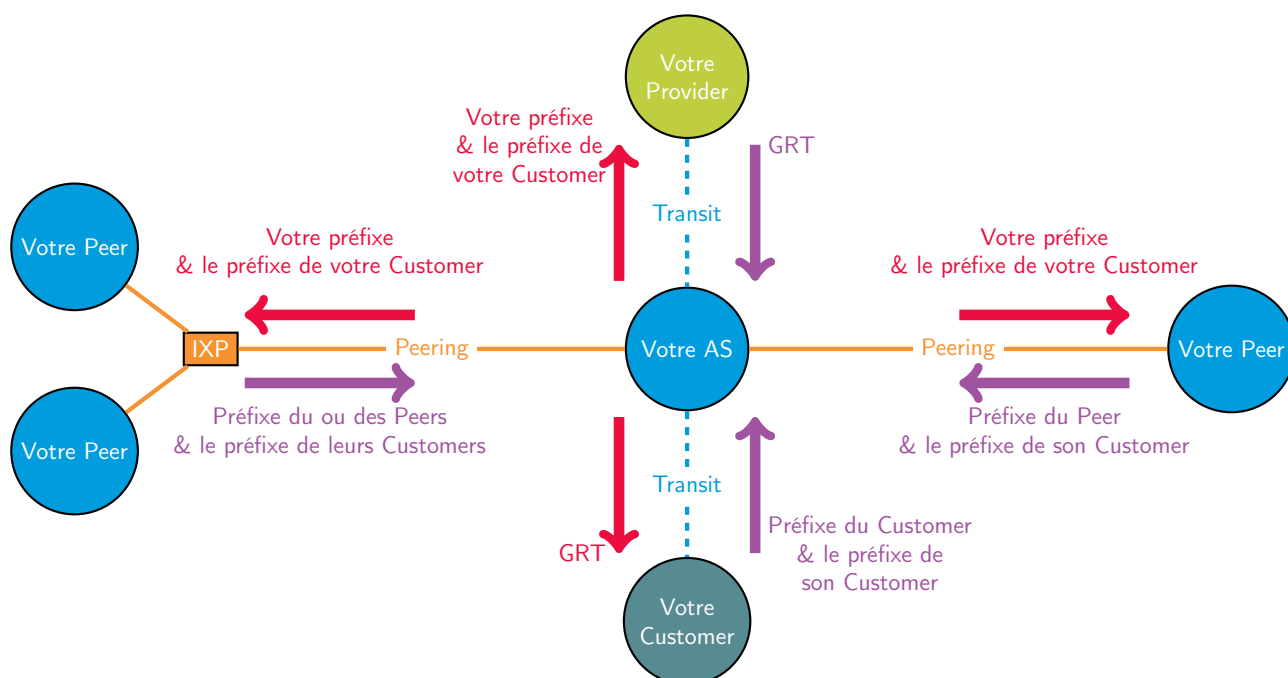 Votre
Provider
Votre préfixe
& le préfixe de
votre Customer
GRT
Transit
Votre Peer
Votre préfixe
& le préfixe de votre Customer
Votre préfixe
& le préfixe de votre Customer
IXP
Peering
Votre AS
Peering
Votre Peer
Votre Peer
Préfixe du ou des Peers
& le préfixe de leurs Customers
Préfixe du Peer
& le préfixe de son Customer
Transit
GRT
Préfixe du Customer
& le préfixe de
son Customer
Votre
Customer